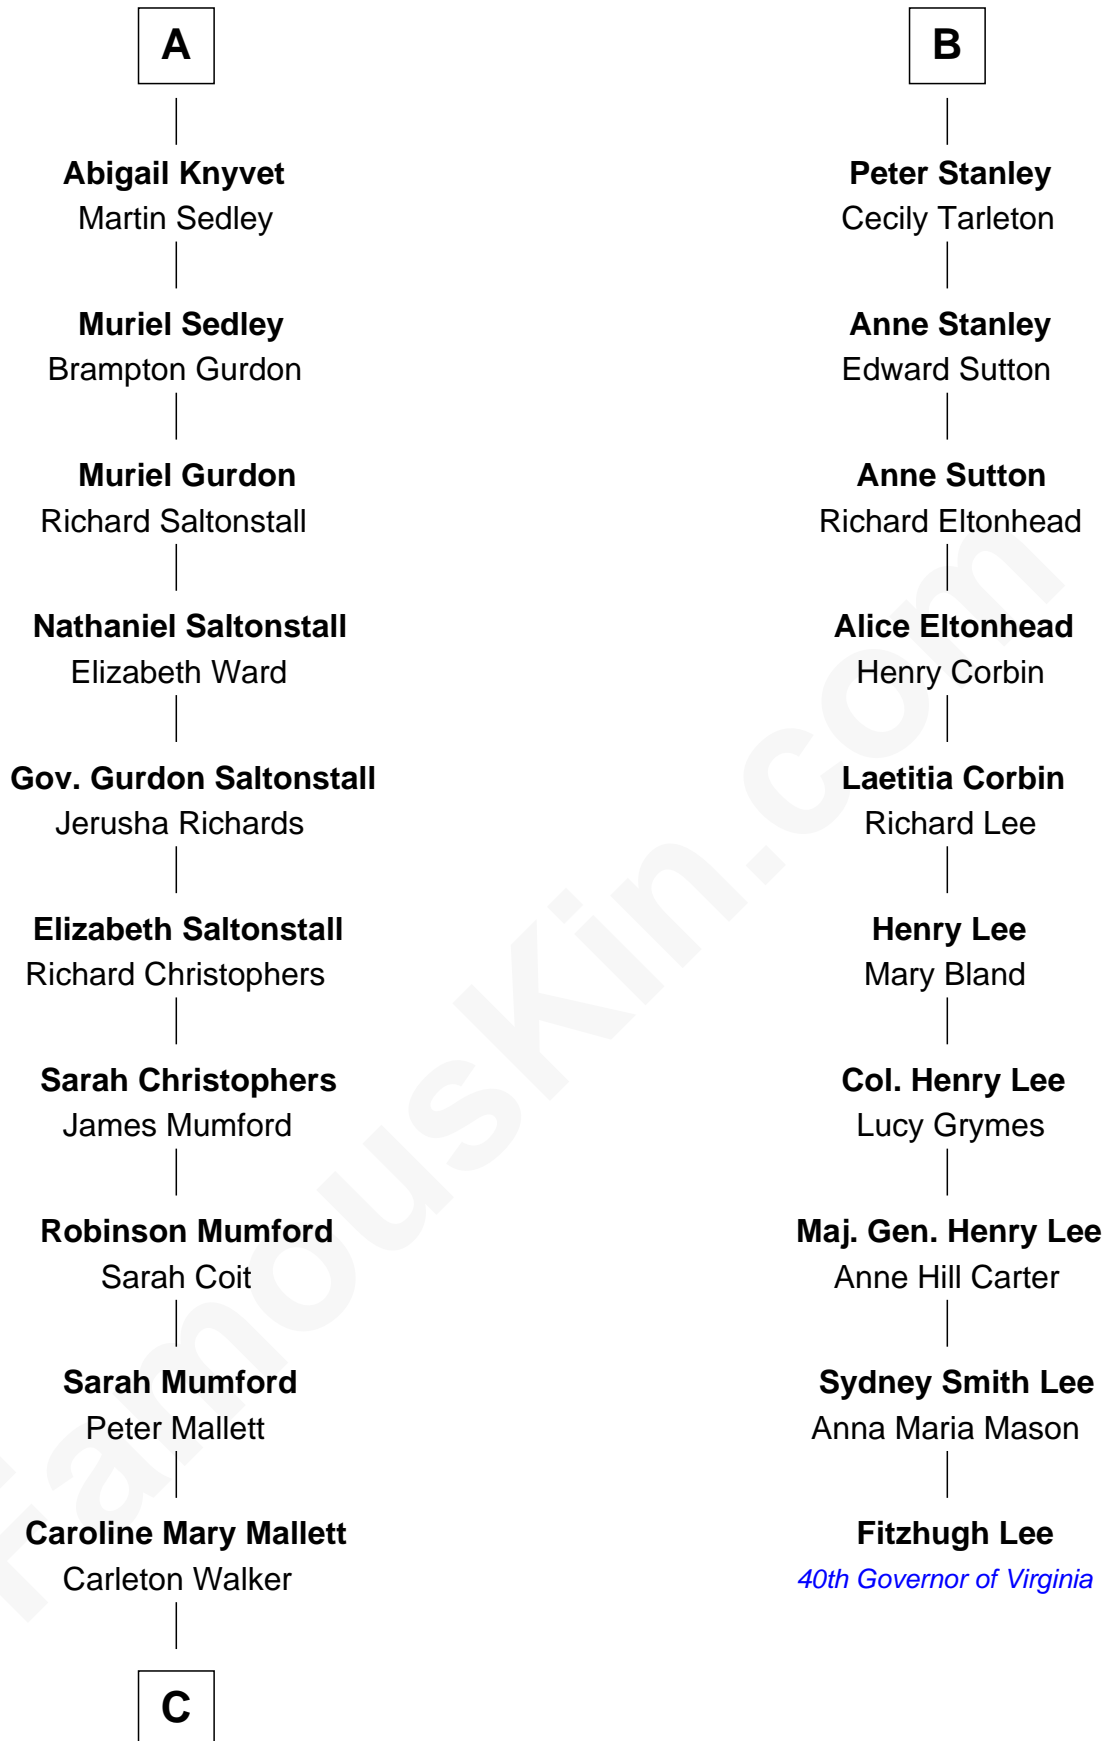 A
Abigail Knyvet
Martin Sedley
Muriel Sedley
Brampton Gurdon
Muriel Gurdon
Richard Saltonstall
Nathaniel Saltonstall
Elizabeth Ward
Gov. Gurdon Saltonstall
Jerusha Richards
Elizabeth Saltonstall
Richard Christophers
Sarah Christophers
James Mumford
Robinson Mumford
Sarah Coit
Sarah Mumford
Peter Mallett
Caroline Mary Mallett
Carleton Walker
C
B
Peter Stanley
Cecily Tarleton
Anne Stanley
Edward Sutton
Anne Sutton
Richard Eltonhead
Alice Eltonhead
Henry Corbin
Laetitia Corbin
Richard Lee
Henry Lee
Mary Bland
Col. Henry Lee
Lucy Grymes
Maj. Gen. Henry Lee
Anne Hill Carter
Sydney Smith Lee
Anna Maria Mason
Fitzhugh Lee
40th Governor of Virginia
FamousKin.com